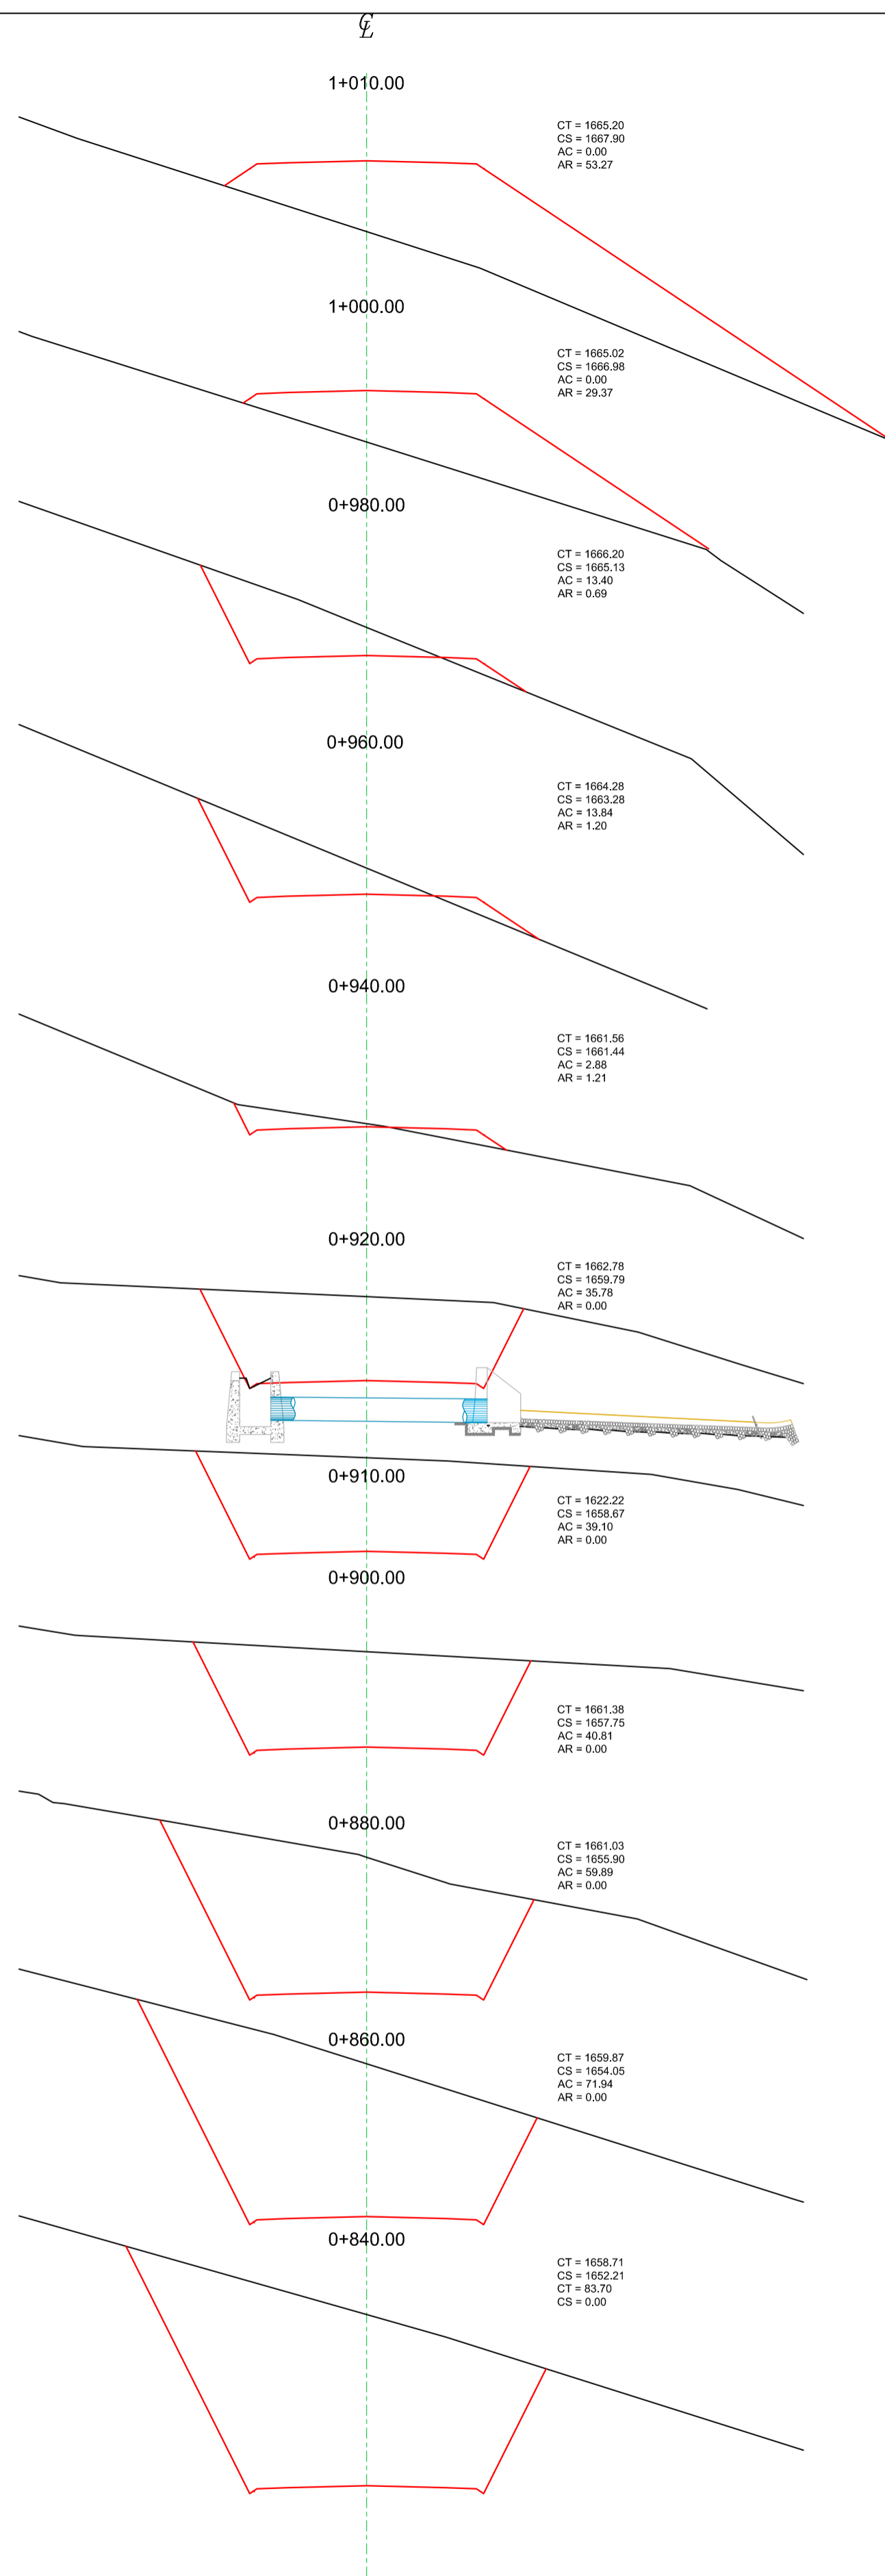 ℄
1+010.00
CT = 1665.20
CS = 1667.90
AC = 0.00
AR = 53.27
1+000.00
CT = 1665.02
CS = 1666.98
AC = 0.00
AR = 29.37
0+980.00
CT = 1666.20
CS = 1665.13
AC = 13.40
AR = 0.69
0+960.00
CT = 1664.28
CS = 1663.28
AC = 13.84
AR = 1.20
0+940.00
CT = 1661.56
CS = 1661.44
AC = 2.88
AR = 1.21
0+920.00
CT = 1662.78
CS = 1659.79
AC = 35.78
AR = 0.00
0+910.00
CT = 1622.22
CS = 1658.67
AC = 39.10
AR = 0.00
0+900.00
CT = 1661.38
CS = 1657.75
AC = 40.81
AR = 0.00
0+880.00
CT = 1661.03
CS = 1655.90
AC = 59.89
AR = 0.00
0+860.00
CT = 1659.87
CS = 1654.05
AC = 71.94
AR = 0.00
0+840.00
CT = 1658.71
CS = 1652.21
CT = 83.70
CS = 0.00